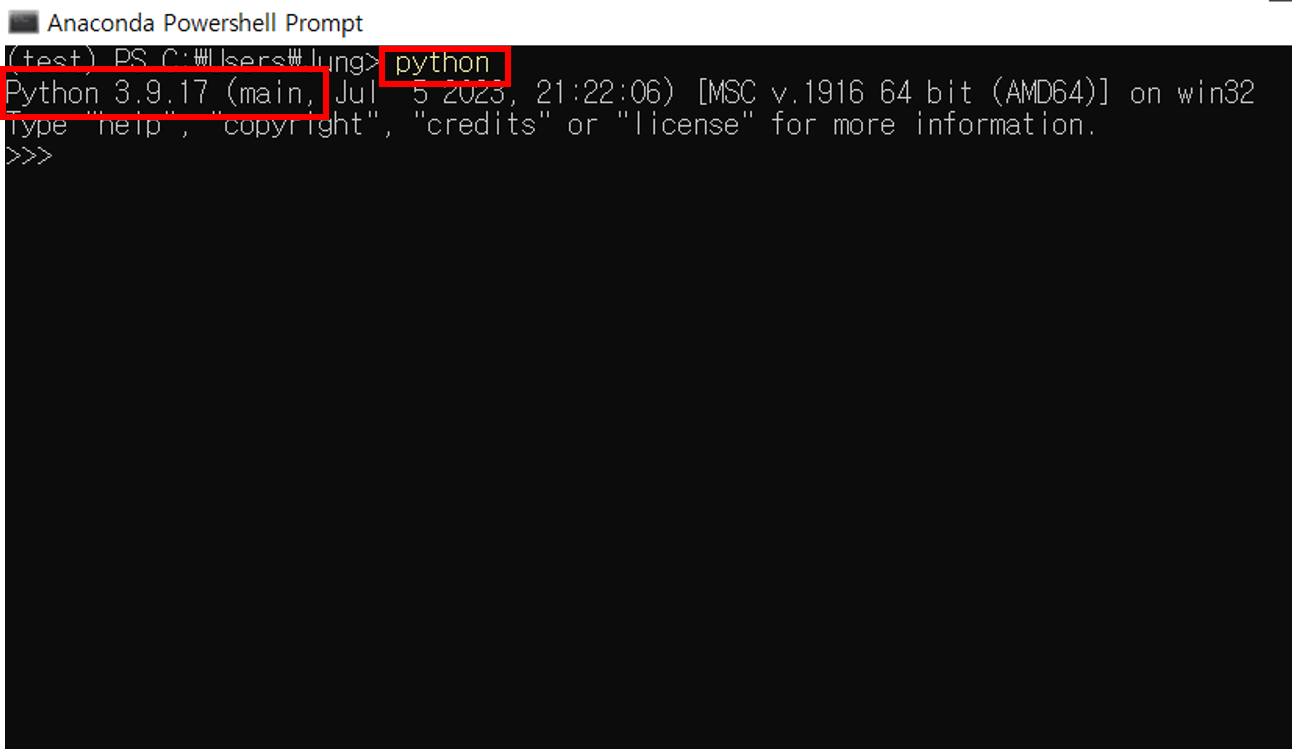 Anaconda Powershell Prompt
(test) PS C:₩Users₩Jung> python
Python 3.9.17 (main, Jul  5 2023, 21:22:06) [MSC v.1916 64 bit (AMD64)] on win32
Type "help", "copyright", "credits" or "license" for more information.
>>>